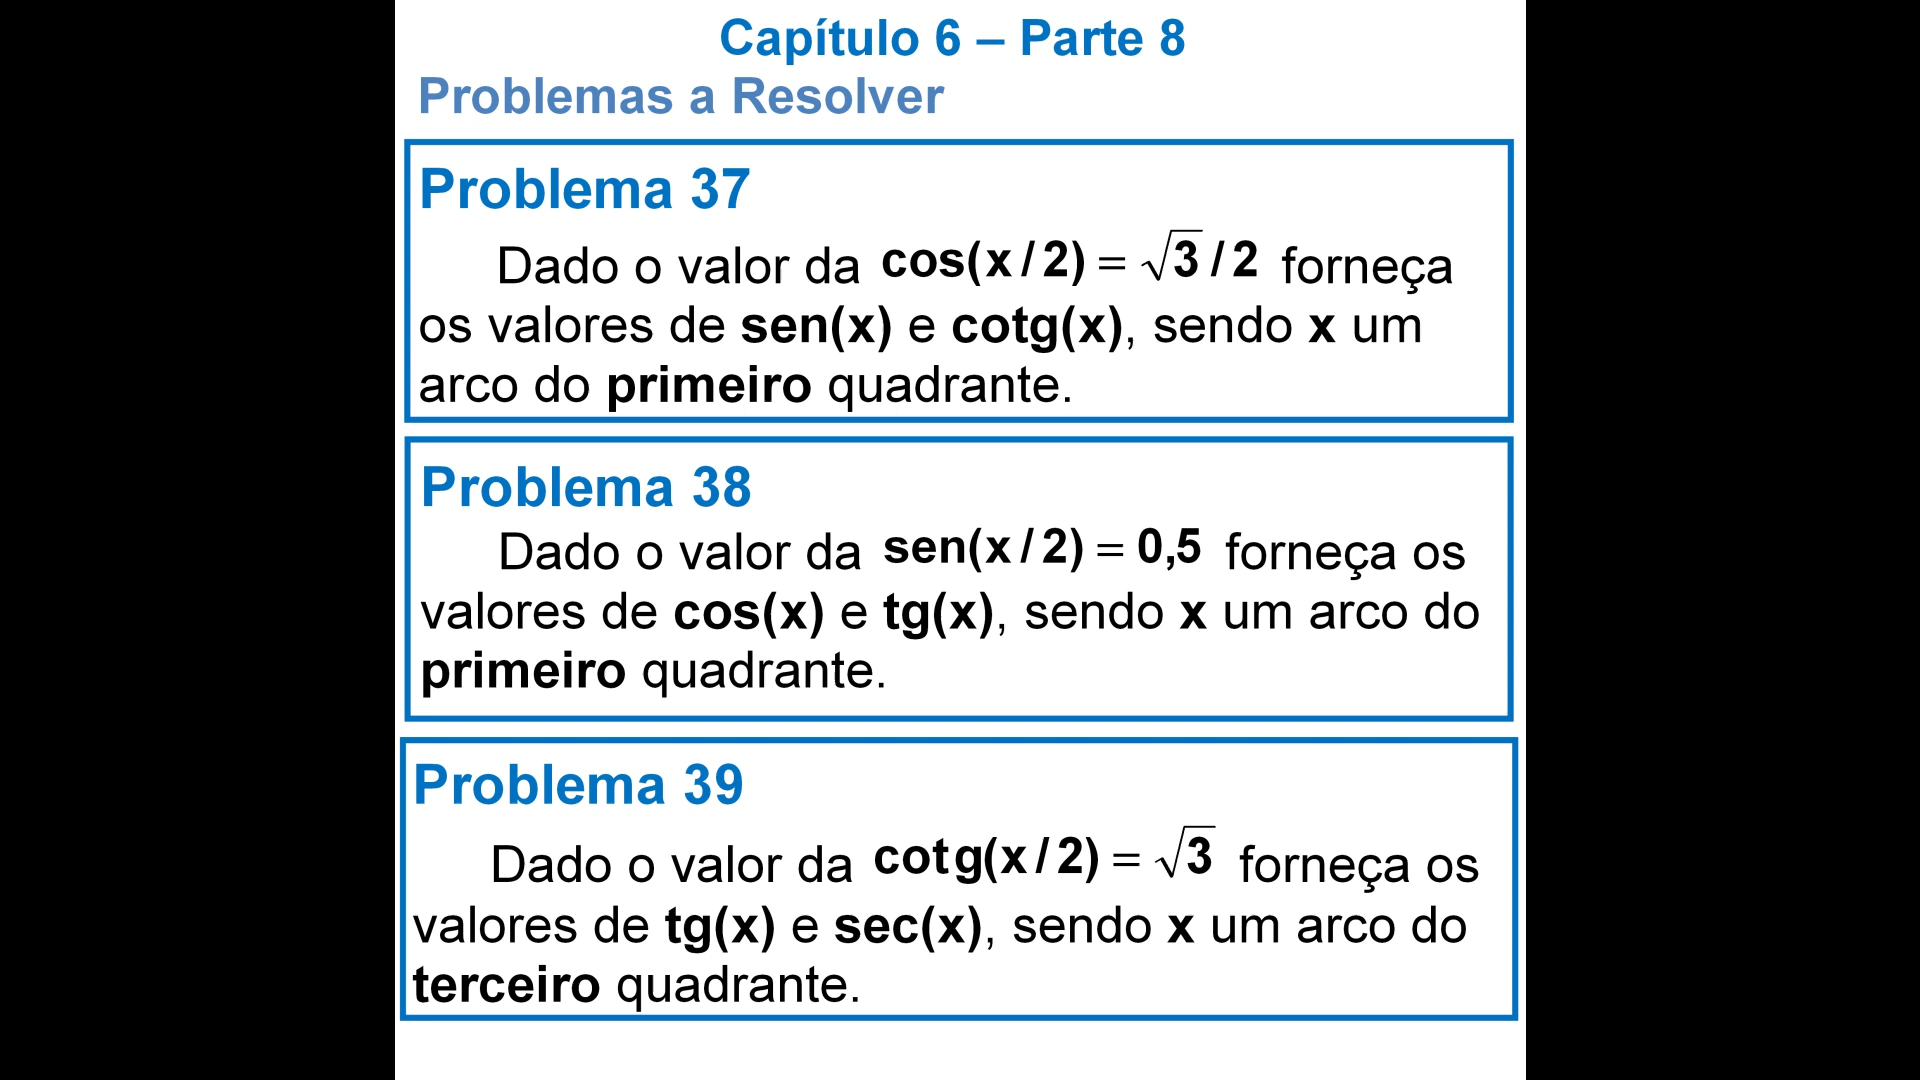 Capítulo 6 – Parte 8
Problemas a Resolver
Problema 37
Dado o valor da cos(x/2) = √3/2 forneça
os valores de sen(x) e cotg(x), sendo x um
arco do primeiro quadrante.
Problema 38
Dado o valor da sen(x/2) = 0,5 forneça os
valores de cos(x) e tg(x), sendo x um arco do
primeiro quadrante.
Problema 39
Dado o valor da cotg(x/2) = √3 forneça os
valores de tg(x) e sec(x), sendo x um arco do
terceiro quadrante.